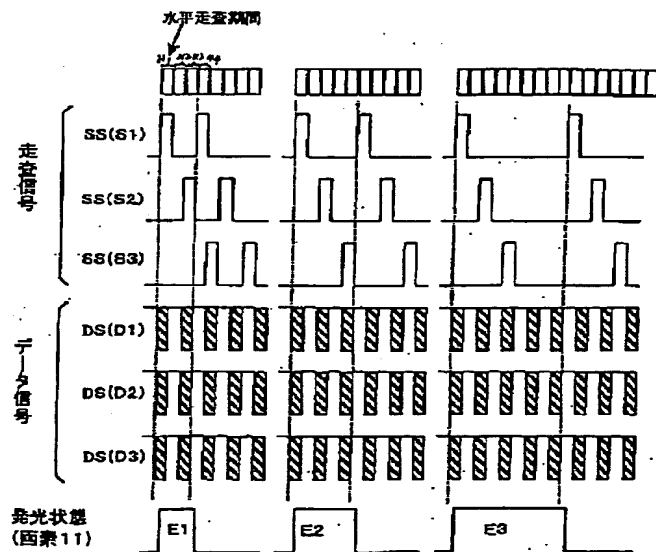 水平走査期間
走査信号
SS(S1)
SS(S2)
SS(S3)
データ信号
DS(D1)
DS(D2)
DS(D3)
発光状態
(画素11)
E1
E2
E3